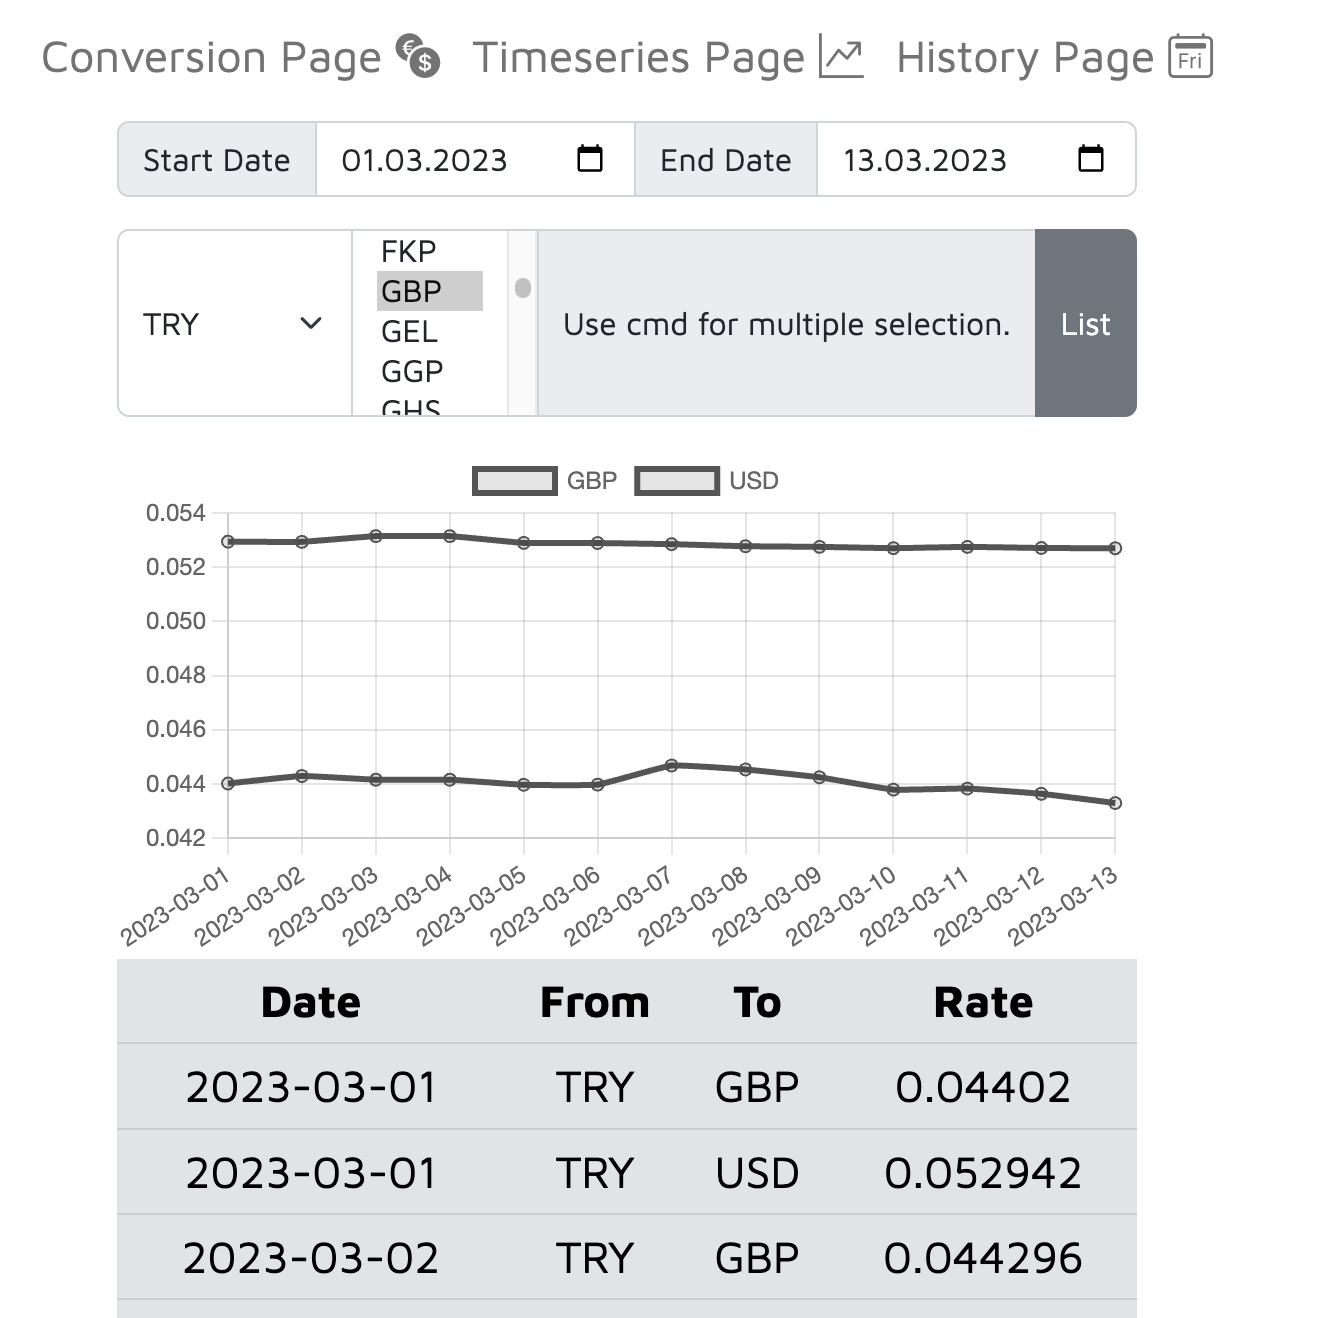 Conversion Page € $ Timeseries Page History Page Fri
Start Date 01.03.2023 End Date 13.03.2023
FKP
GBP
TRY Use cmd for multiple selection. List
GEL
GGP
GHS
GBP USD
0.054
0.052
0.050
0.048
0.046
0.044
0.042
2023-03-01 2023-03-02 2023-03-03 2023-03-04 2023-03-05 2023-03-06 2023-03-07 2023-03-08 2023-03-09 2023-03-10 2023-03-11 2023-03-12 2023-03-13
Date From To Rate
2023-03-01 TRY GBP 0.04402
2023-03-01 TRY USD 0.052942
2023-03-02 TRY GBP 0.044296